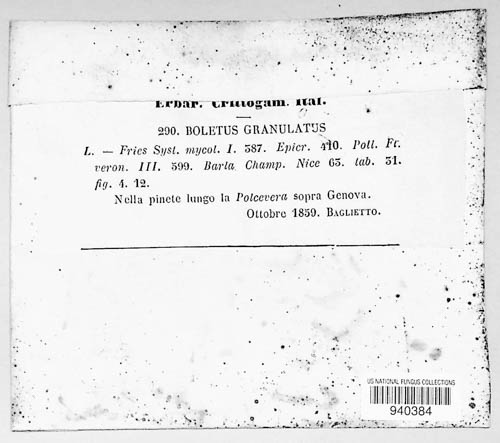 Erbar. Crittogam. Ital.
290. BOLETUS GRANULATUS
L. — Fries Syst. mycol. I. 387. Epicr. 410. Poll. Fr.
veron. III. 599. Barla Champ. Nice 65. tab. 31.
fig. 4. 12.
Nella pinete lungo la Polcevera sopra Genova.
Ottobre 1859. BAGLIETTO.
US NATIONAL FUNGUS COLLECTIONS
940384